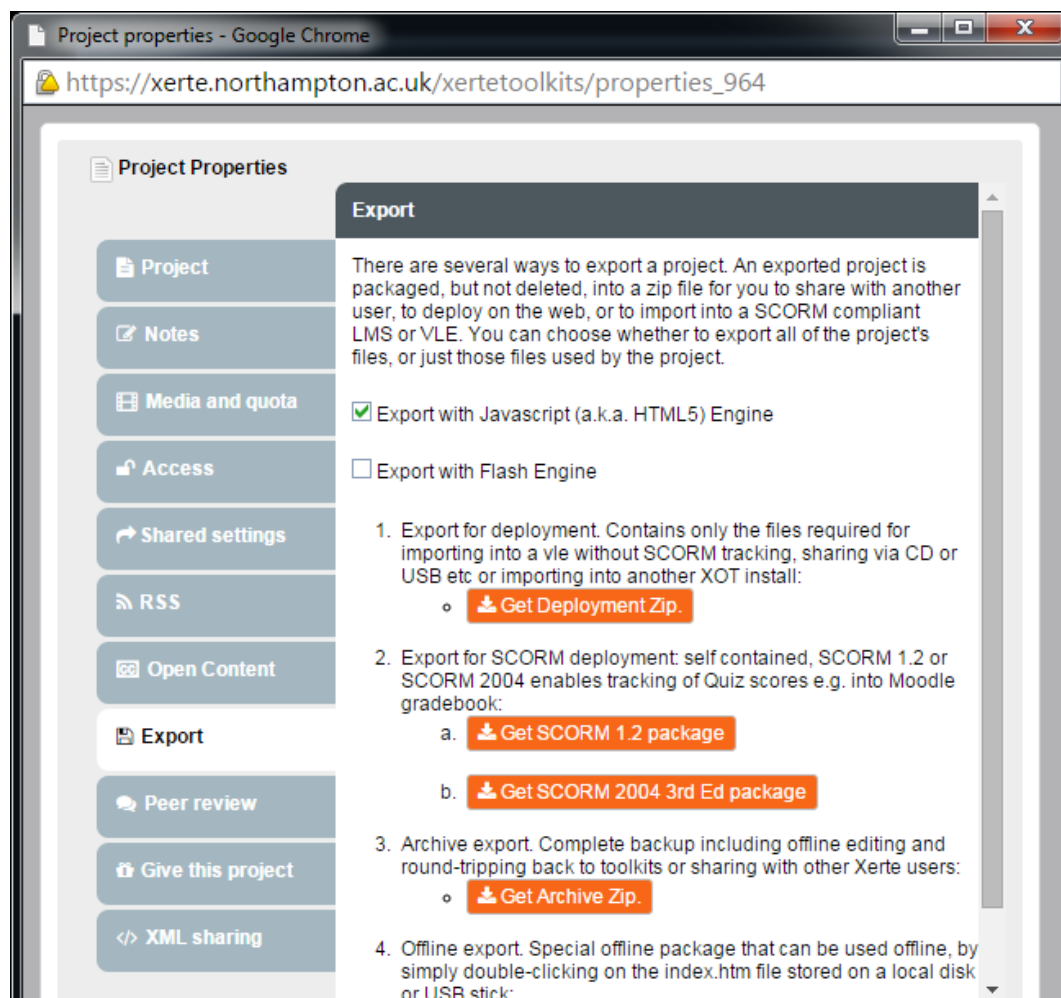 Project properties - Google Chrome
https://xerte.northampton.ac.uk/xertetoolkits/properties_964
Project Properties
Project
Notes
Media and quota
Access
Shared settings
RSS
Open Content
Export
Peer review
Give this project
XML sharing
Export
There are several ways to export a project. An exported project is
packaged, but not deleted, into a zip file for you to share with another
user, to deploy on the web, or to import into a SCORM compliant
LMS or VLE. You can choose whether to export all of the project's
files, or just those files used by the project.
Export with Javascript (a.k.a. HTML5) Engine
Export with Flash Engine
1. Export for deployment. Contains only the files required for
importing into a vle without SCORM tracking, sharing via CD or
USB etc or importing into another XOT install:
Get Deployment Zip.
2. Export for SCORM deployment: self contained, SCORM 1.2 or
SCORM 2004 enables tracking of Quiz scores e.g. into Moodle
gradebook:
a. Get SCORM 1.2 package
b. Get SCORM 2004 3rd Ed package
3. Archive export. Complete backup including offline editing and
round-tripping back to toolkits or sharing with other Xerte users:
Get Archive Zip.
4. Offline export. Special offline package that can be used offline, by
simply double-clicking on the index.htm file stored on a local disk
or USB stick: